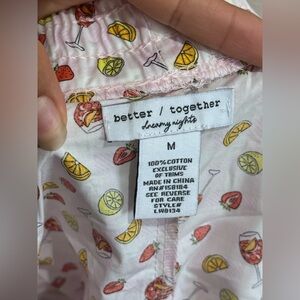 better / together
dreamy nights
M
100% COTTON
EXCLUSIVE
OF TRIMS
MADE IN CHINA
RN#158184
SEE REVERSE
FOR CARE
STYLE#
LW0134